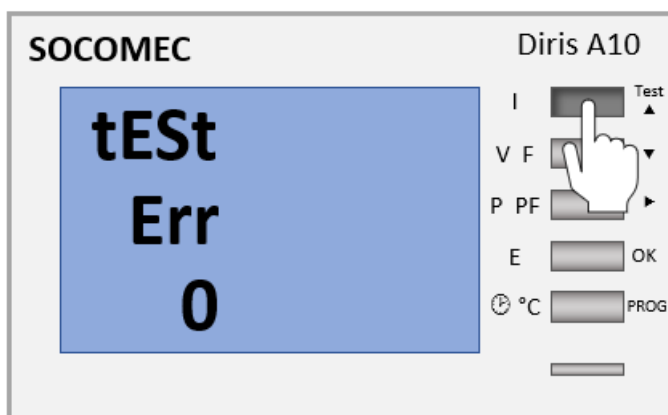 SOCOMEC
Diris A10
tESt
Err
0
I
Test
▲
V F
▼
P PF
►
E
OK
°C
PROG